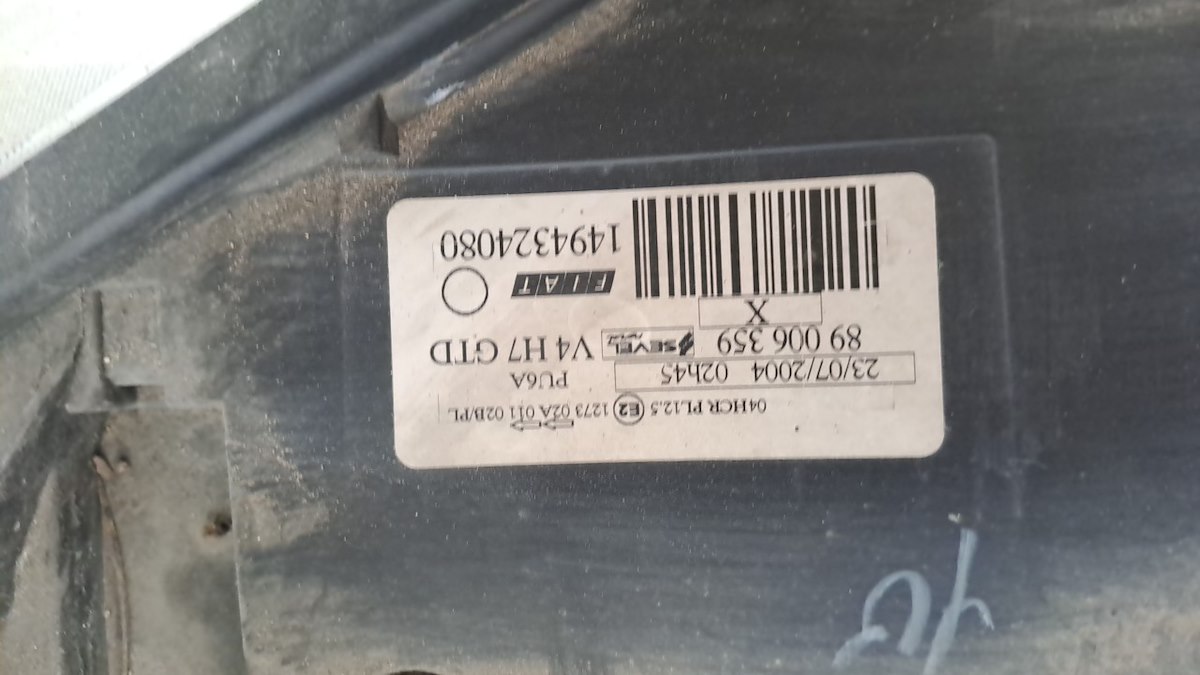 04HCR PL12.5 E2 1273 02A 011 02B/PL
23/07/2004 02h45
PU6A
89 006 359
SEVEL
V4 H7 GTD
X
FIAT
1494324080